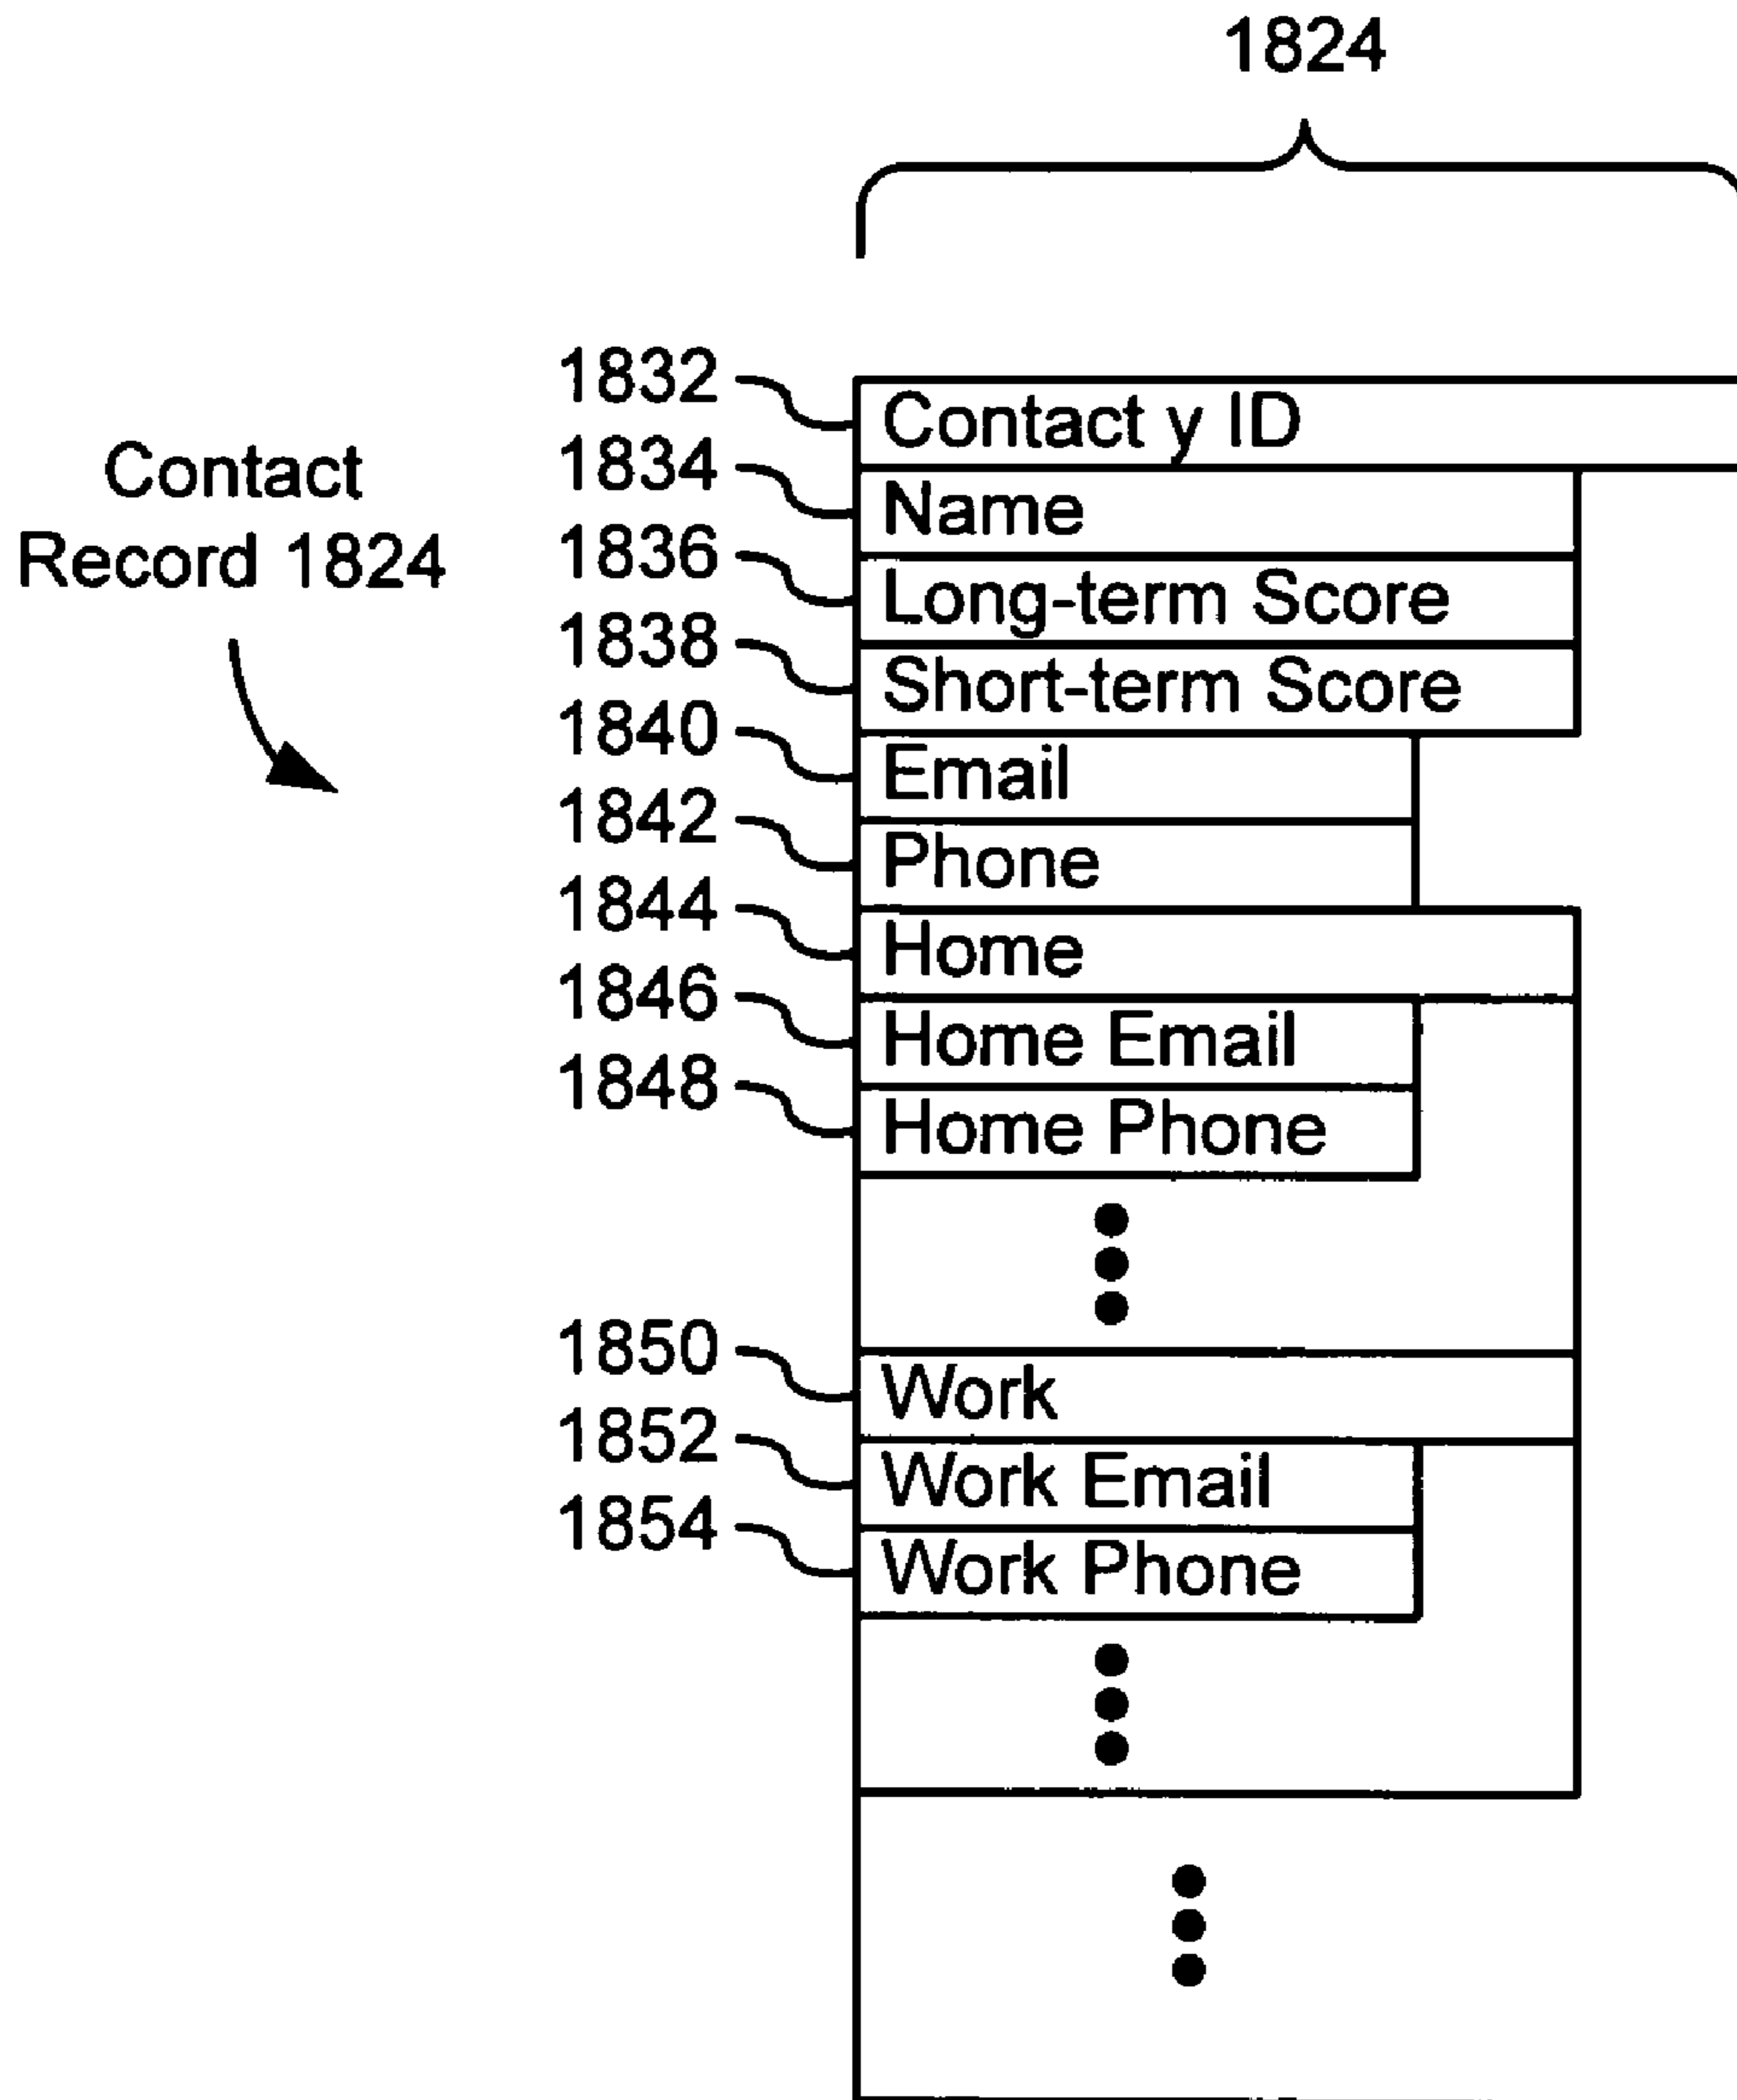 1824
Contact
Record 1824
1832 Contact y ID
1834 Name
1836 Long-term Score
1838 Short-term Score
1840 Email
1842 Phone
1844 Home
1846 Home Email
1848 Home Phone
1850 Work
1852 Work Email
1854 Work Phone